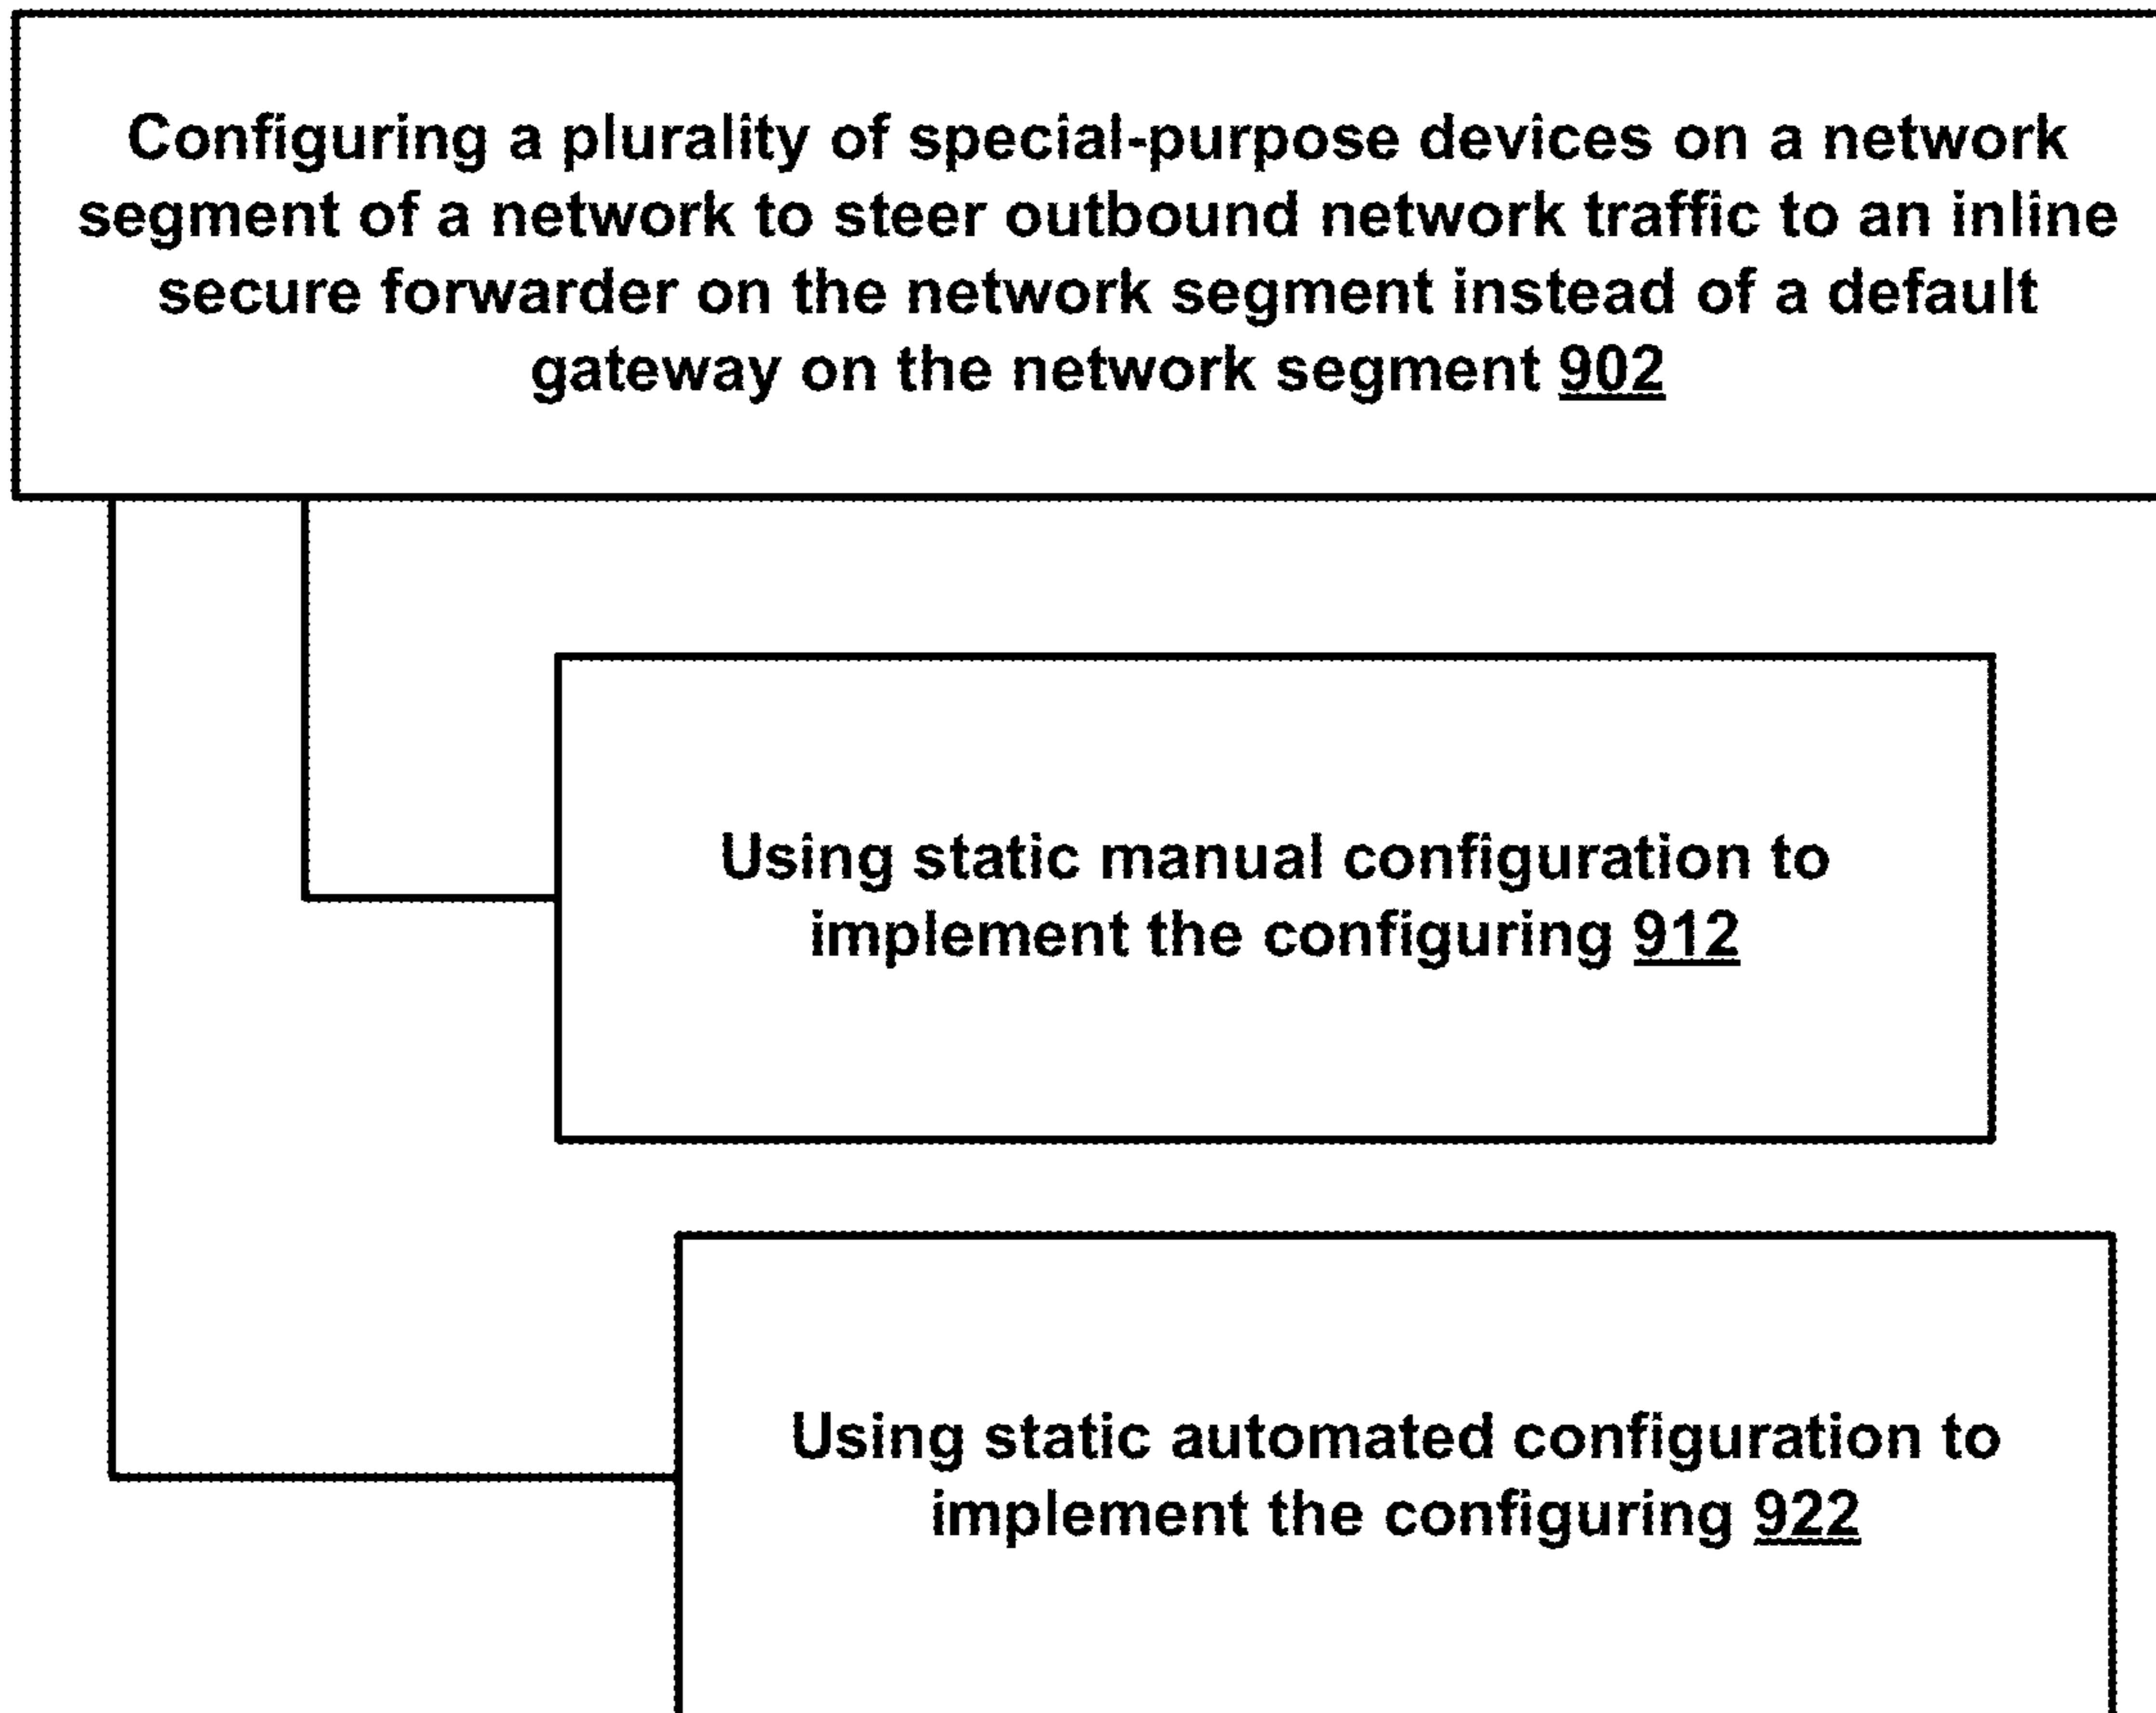 Configuring a plurality of special-purpose devices on a network
segment of a network to steer outbound network traffic to an inline
secure forwarder on the network segment instead of a default
gateway on the network segment 902
Using static manual configuration to
implement the configuring 912
Using static automated configuration to
implement the configuring 922